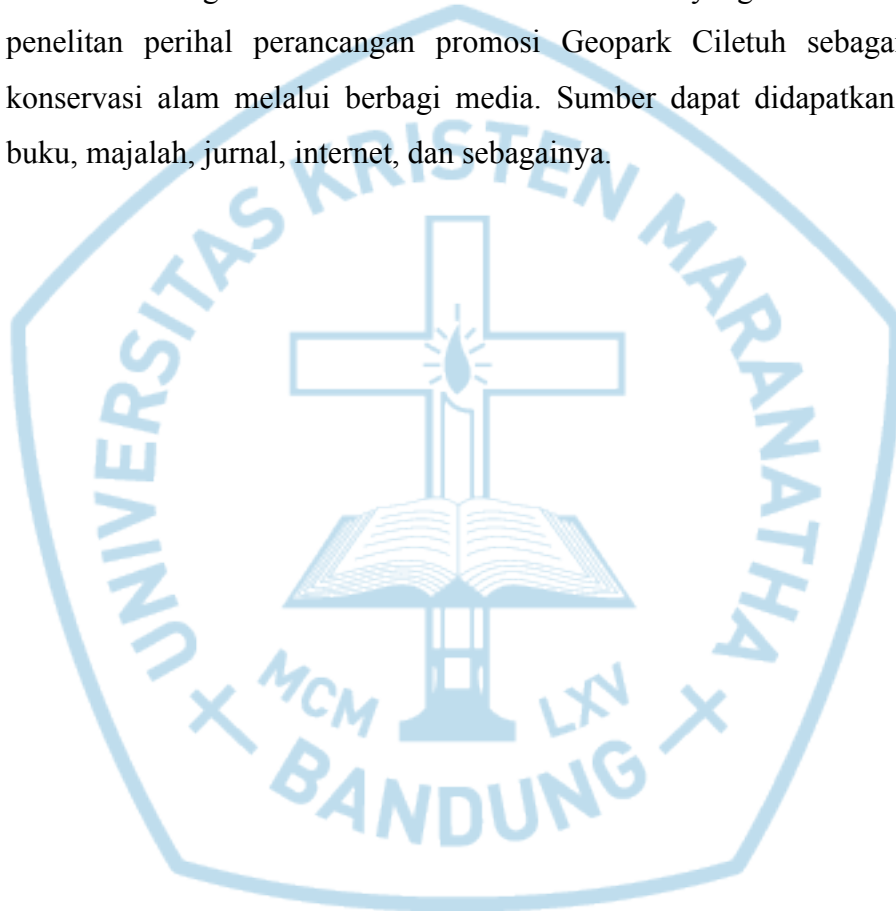 penelitan perihal perancangan promosi Geopark Ciletuh sebaga
konservasi alam melalui berbagi media. Sumber dapat didapatkan
buku, majalah, jurnal, internet, dan sebagainya.
UNIVERSITAS KRISTEN MARANATHA
MCM LXV
BANDUNG